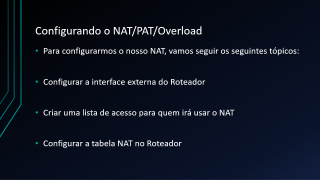 Configurando o NAT/PAT/Overload
• Para configurarmos o nosso NAT, vamos seguir os seguintes tópicos:
• Configurar a interface externa do Roteador
• Criar uma lista de acesso para quem irá usar o NAT
• Configurar a tabela NAT no Roteador